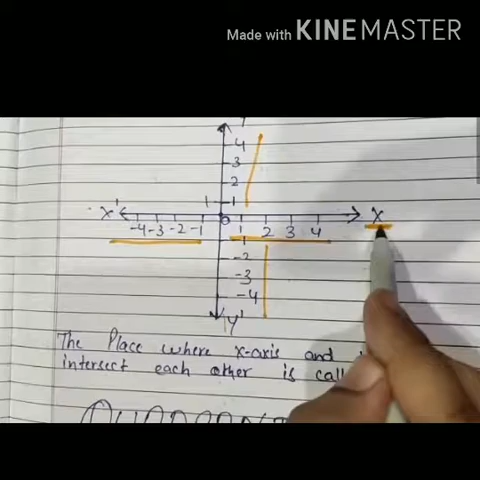 Made with KINEMASTER
4
3
2
1 1
X' -4 -3 -2 -1 0 1 2 3 4 X
-2
-3
-4
Y'
The Place where x-axis and
intersect each other is